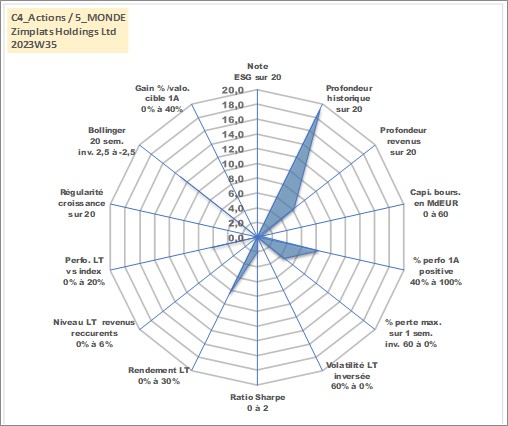 C4_Actions / 5_MONDE
Zimplats Holdings Ltd
2023W35
Note
ESG sur 20
Profondeur
historique
sur 20
Profondeur
revenus
sur 20
Capi. bours.
en MdEUR
0 à 60
% perfo 1A
positive
40% à 100%
% perte max.
sur 1 sem.
inv. 60 à 0%
Volatilité LT
inversée
60% à 0%
Ratio Sharpe
0 à 2
Rendement LT
0% à 30%
Niveau LT revenus
reccurents
0% à 6%
Perfo. LT
vs index
0% à 20%
Régularité
croissance
sur 20
Bollinger
20 sem.
inv. 2,5 à -2,5
Gain %/valo.
cible 1A
0% à 40%
20,0
18,0
16,0
14,0
12,0
10,0
8,0
6,0
4,0
2,0
0,0